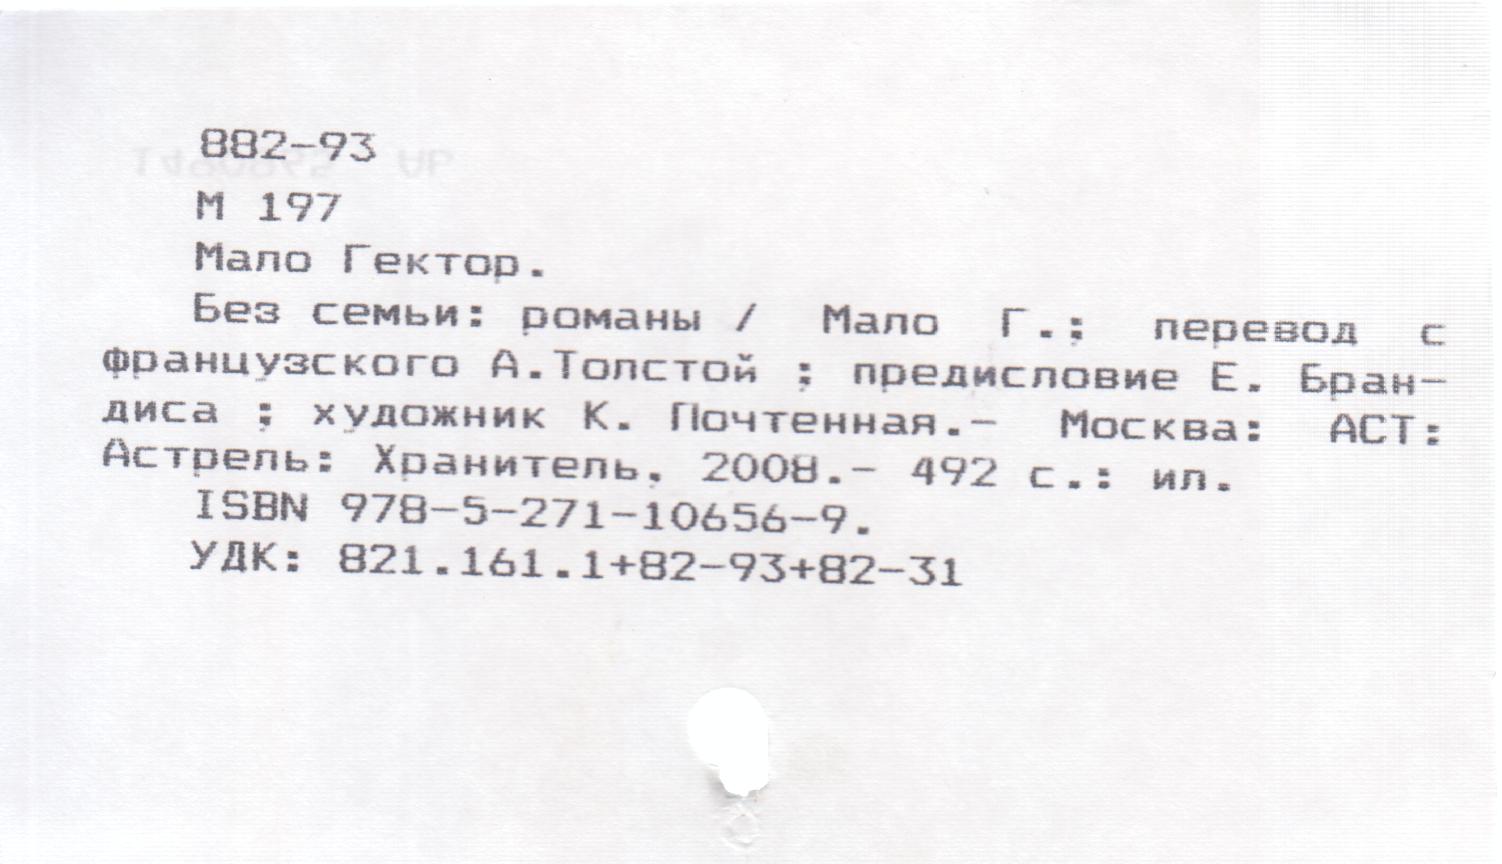 882-93
М 197
Мало Гектор.
Без семьи: романы / Мало Г.; перевод с
французского А.Толстой ; предисловие Е. Бран-
диса ; художник К. Почтенная.- Москва: АСТ:
Астрель: Хранитель, 2008.- 492 с.: ил.
ISBN 978-5-271-10656-9.
УДК: 821.161.1+82-93+82-31